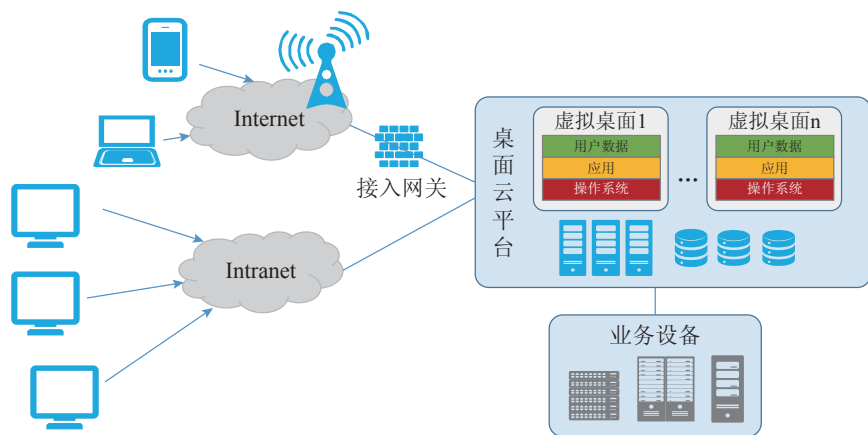 Internet
接入网关
Intranet
桌面云平台
虚拟桌面1
用户数据
应用
操作系统
...
虚拟桌面n
用户数据
应用
操作系统
业务设备